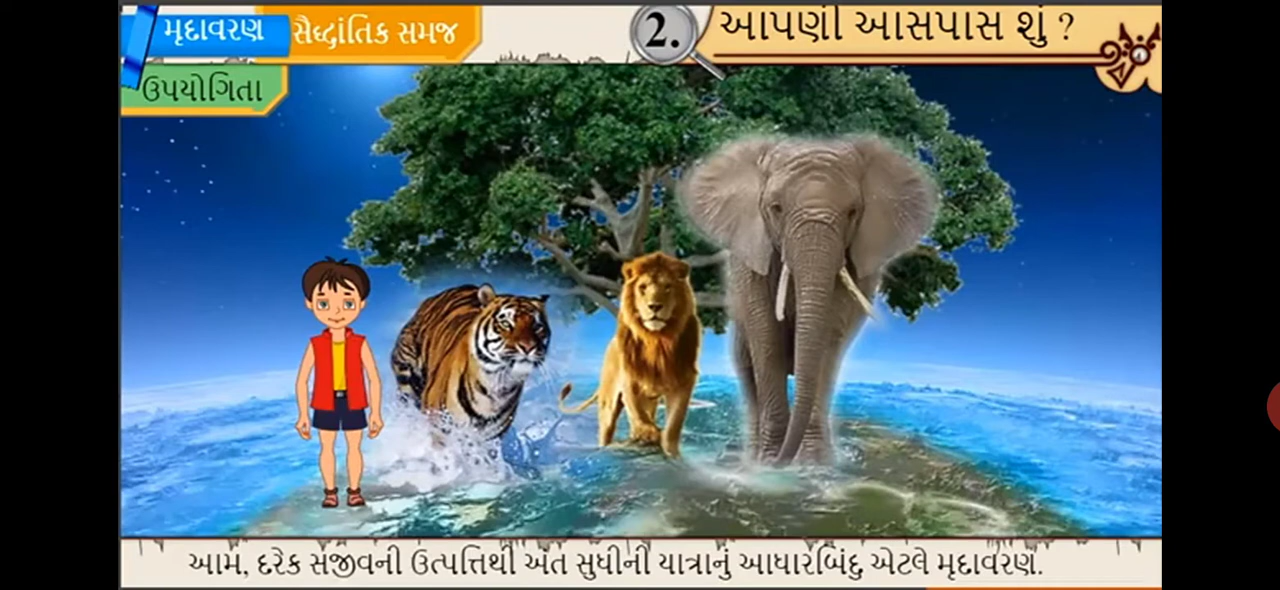 મૃદાવરણ
સૈદ્ધાંતિક સમજ
2.
આપણી આસપાસ શું ?
ઉપયોગિતા
આમ, દરેક સજીવની ઉત્પત્તિથી અંત સુધીની યાત્રાનું આધારબિંદુ એટલે મૃદાવરણ.